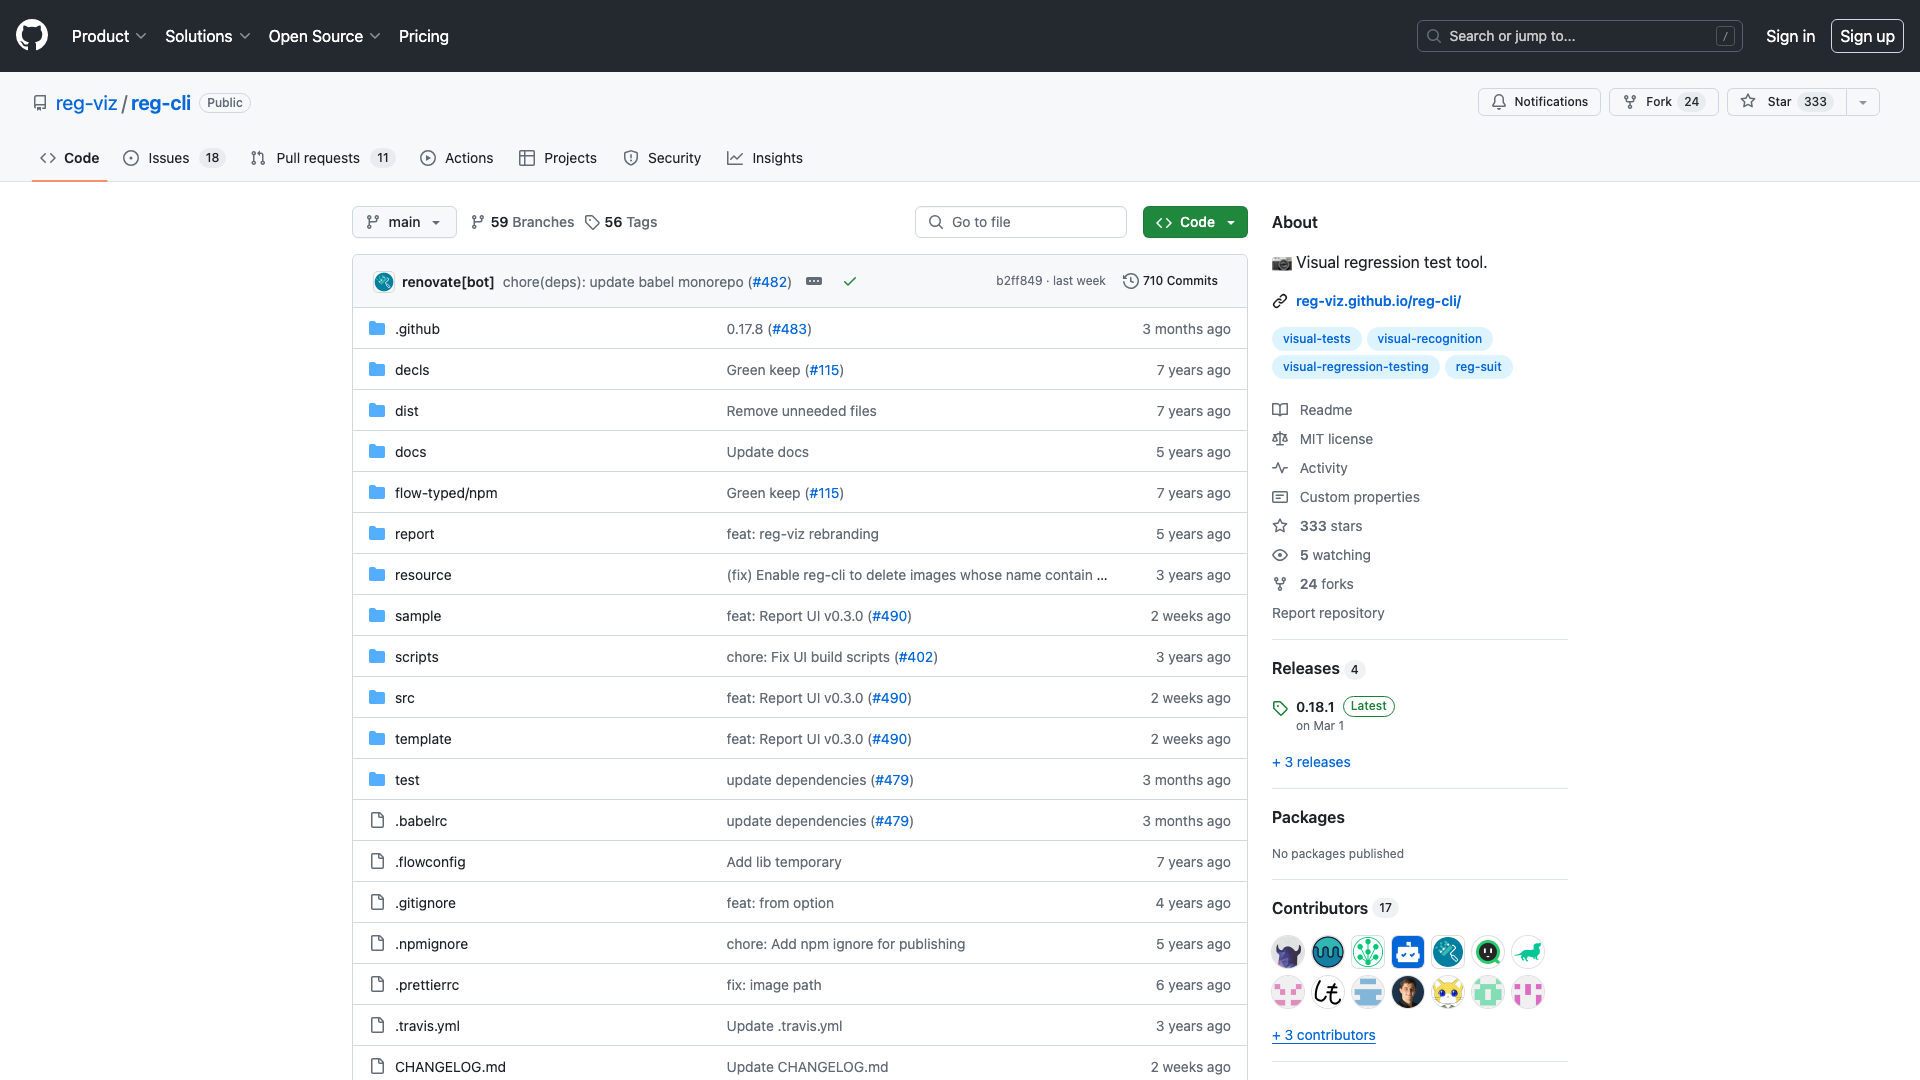 Product Solutions Open Source Pricing Search or jump to... / Sign in Sign up
reg-viz / reg-cli Public Notifications Fork 24 Star 333
Code Issues 18 Pull requests 11 Actions Projects Security Insights
main 59 Branches 56 Tags Go to file Code
renovate[bot] chore(deps): update babel monorepo (#482) b2ff849 · last week 710 Commits
.github 0.17.8 (#483) 3 months ago
decls Green keep (#115) 7 years ago
dist Remove unneeded files 7 years ago
docs Update docs 5 years ago
flow-typed/npm Green keep (#115) 7 years ago
report feat: reg-viz rebranding 5 years ago
resource (fix) Enable reg-cli to delete images whose name contain ... 3 years ago
sample feat: Report UI v0.3.0 (#490) 2 weeks ago
scripts chore: Fix UI build scripts (#402) 3 years ago
src feat: Report UI v0.3.0 (#490) 2 weeks ago
template feat: Report UI v0.3.0 (#490) 2 weeks ago
test update dependencies (#479) 3 months ago
.babelrc update dependencies (#479) 3 months ago
.flowconfig Add lib temporary 7 years ago
.gitignore feat: from option 4 years ago
.npmignore chore: Add npm ignore for publishing 5 years ago
.prettierrc fix: image path 6 years ago
.travis.yml Update .travis.yml 3 years ago
CHANGELOG.md Update CHANGELOG.md 2 weeks ago
About
Visual regression test tool.
reg-viz.github.io/reg-cli/
visual-tests visual-recognition
visual-regression-testing reg-suit
Readme
MIT license
Activity
Custom properties
333 stars
5 watching
24 forks
Report repository
Releases 4
0.18.1 Latest
on Mar 1
+ 3 releases
Packages
No packages published
Contributors 17
+ 3 contributors